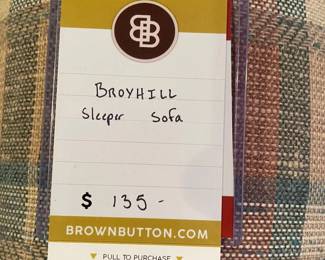 BB
BROYHILL
Sleeper Sofa
$ 135-
BROWNBUTTON.COM
▼ PULL TO PURCHASE ▼